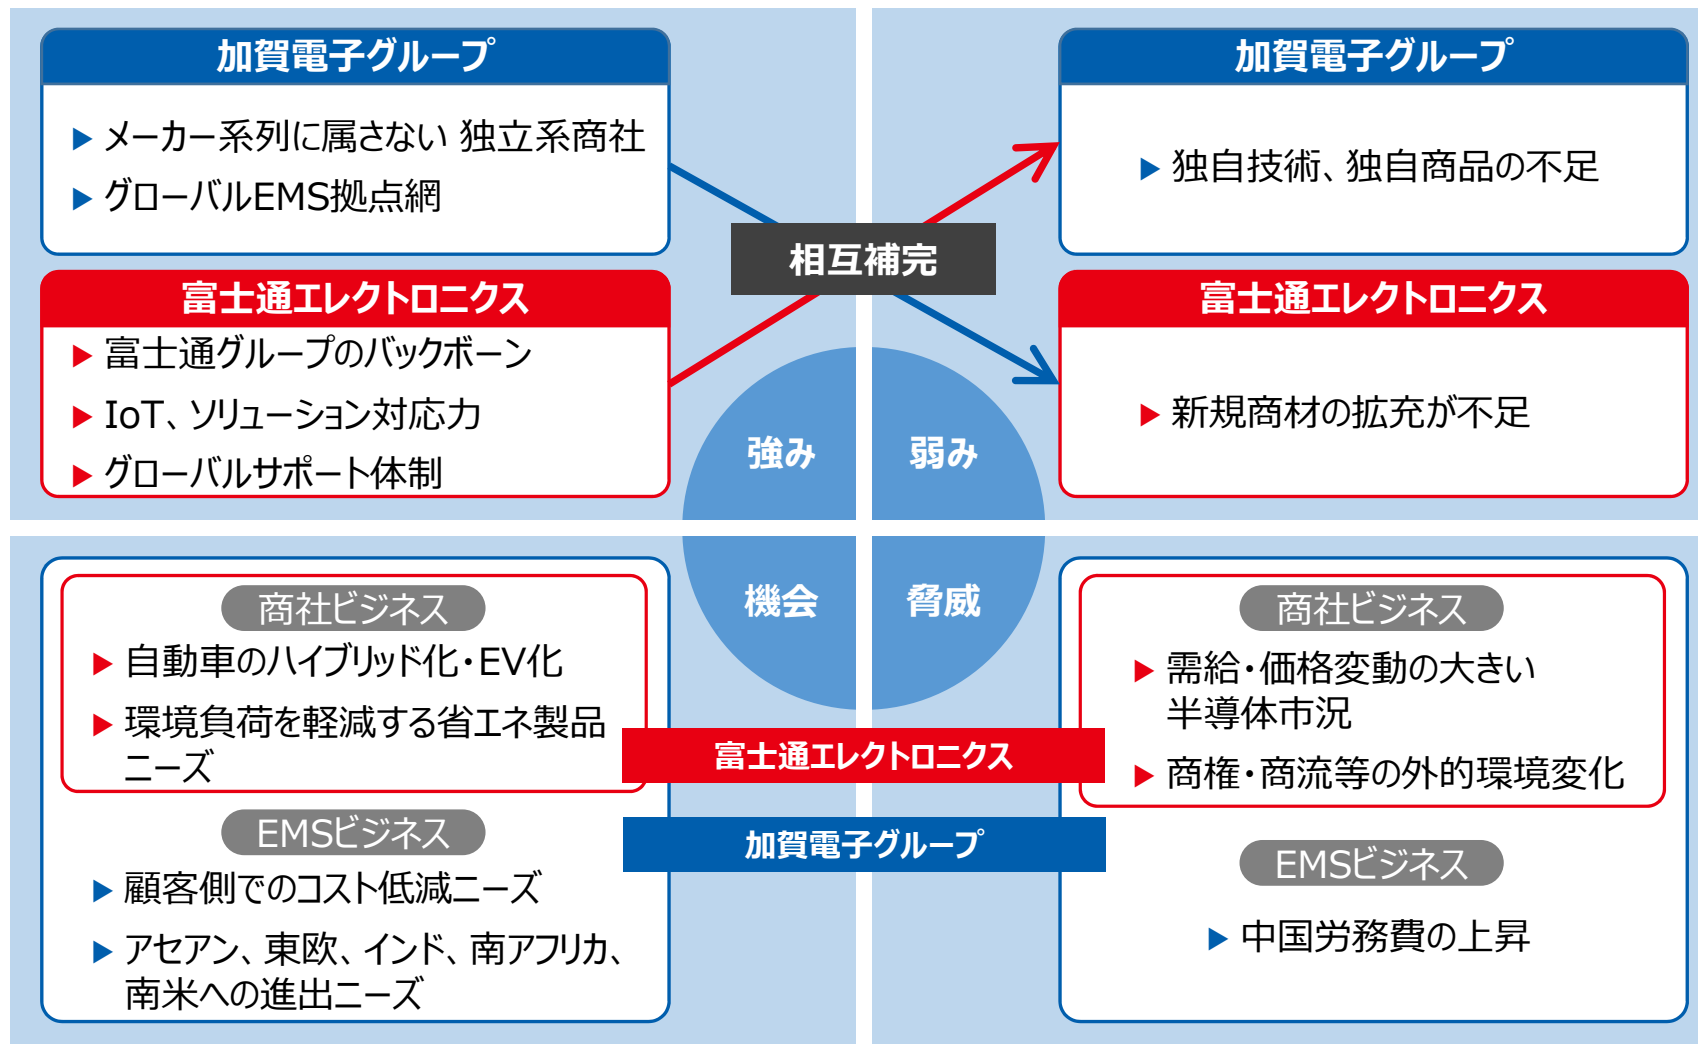 加賀電子グループ
メーカー系列に属さない 独立系商社
グローバルEMS拠点網
富士通エレクトロニクス
富士通グループのバックボーン
IoT、ソリューション対応力
グローバルサポート体制
強み
相互補完
加賀電子グループ
独自技術、独自商品の不足
富士通エレクトロニクス
新規商材の拡充が不足
弱み
機会
商社ビジネス
自動車のハイブリッド化・EV化
環境負荷を軽減する省エネ製品
ニーズ
EMSビジネス
顧客側でのコスト低減ニーズ
アセアン、東欧、インド、南アフリカ、
南米への進出ニーズ
富士通エレクトロニクス
加賀電子グループ
脅威
商社ビジネス
需給・価格変動の大きい
半導体市況
商権・商流等の外的環境変化
EMSビジネス
中国労務費の上昇